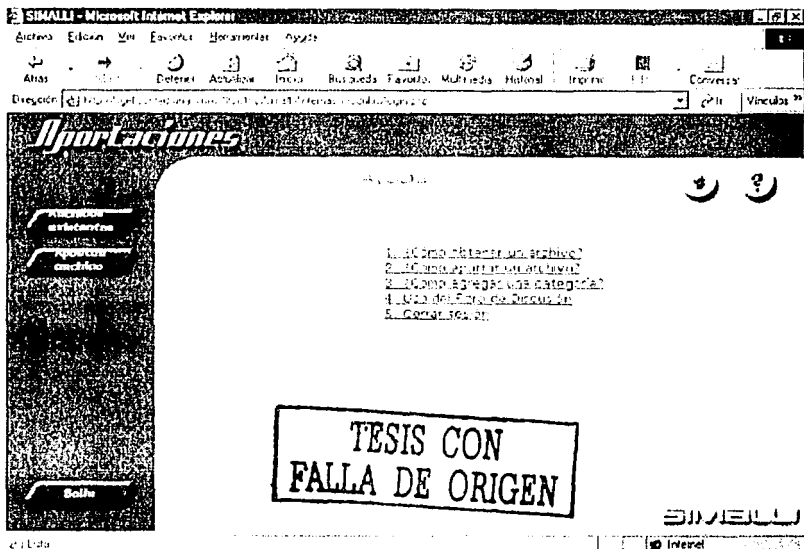 SIMALLI - Microsoft Internet Explorer
Archivo Edición Ver Favoritos Herramientas Ayuda
Atrás Detener Actualizar Inicio Búsqueda Favoritos Multimedia Historial Imprimir Conversar
Dirección Ir Vínculos »
Aportaciones
Archivos
existentes
Aportar
archivo
?
1. ¿Cómo obtener un archivo?
2. ¿Cómo aportar un archivo?
3. ¿Cómo agregar una categoría?
4. Uso del Foro de Discusión
5. Cerrar sesión
TESIS CON
FALLA DE ORIGEN
Salir
SIMALLI
Listo Internet